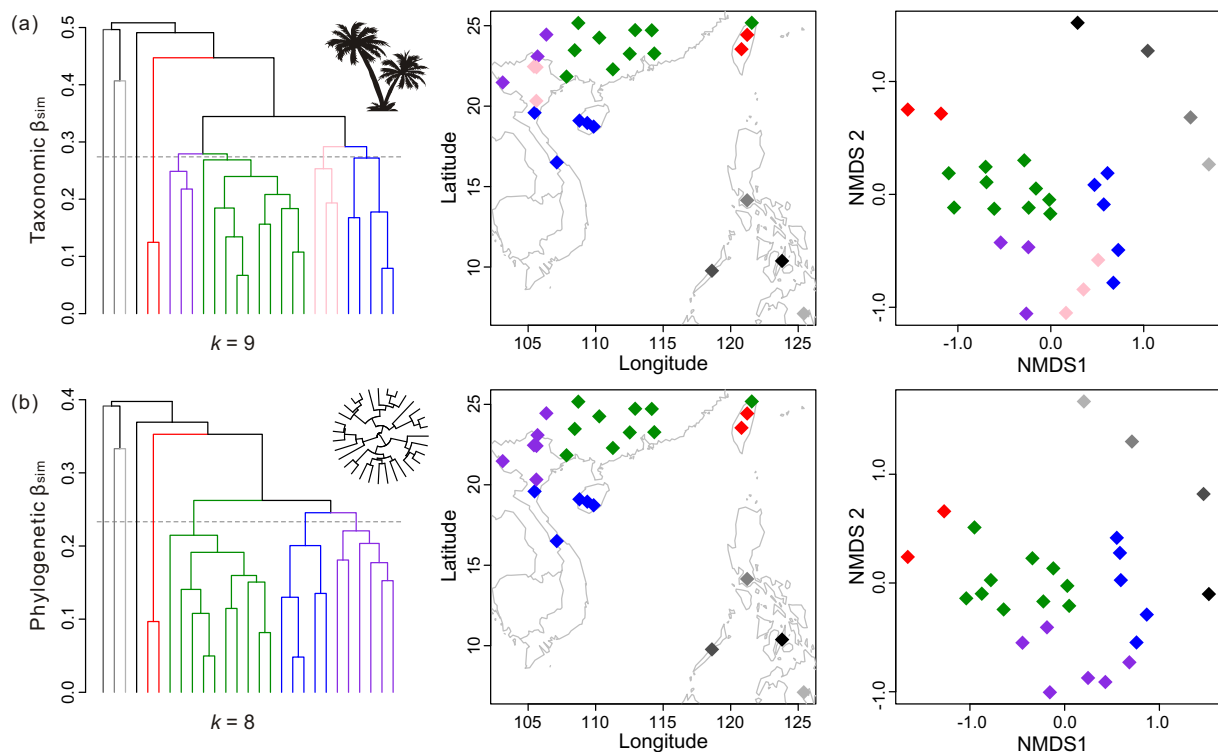 (a)
Taxonomic βsim
0.5
0.4
0.3
0.2
0.1
0.0
k = 9
Latitude
25
20
15
10
105
110
115
120
125
Longitude
NMDS 2
1.0
0.0
-1.0
-1.0
0.0
1.0
NMDS1
(b)
Phylogenetic βsim
0.4
0.3
0.2
0.1
0.0
k = 8
Latitude
25
20
15
10
105
110
115
120
125
Longitude
NMDS 2
1.0
0.0
-1.0
-1.0
0.0
1.0
NMDS1